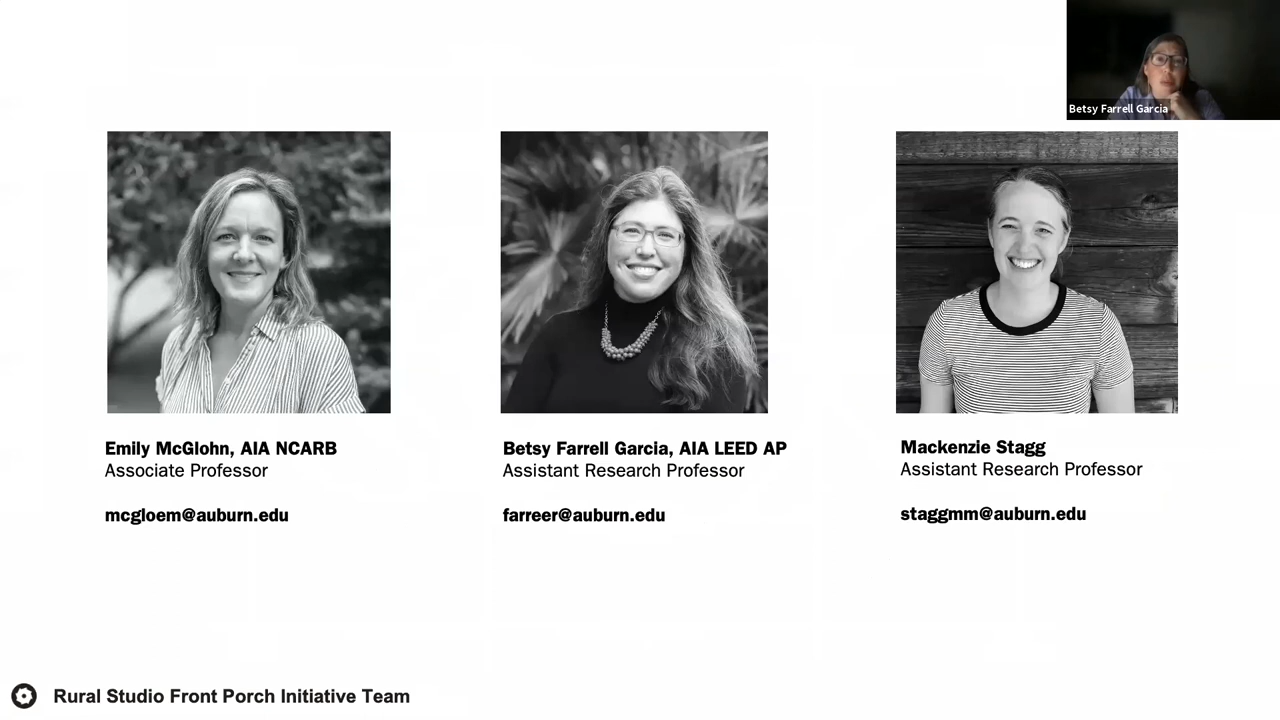 Betsy Farrell Garcia
Emily McGlohn, AIA NCARB
Associate Professor
mcgloem@auburn.edu
Betsy Farrell Garcia, AIA LEED AP
Assistant Research Professor
farreer@auburn.edu
Mackenzie Stagg
Assistant Research Professor
staggmm@auburn.edu
Rural Studio Front Porch Initiative Team